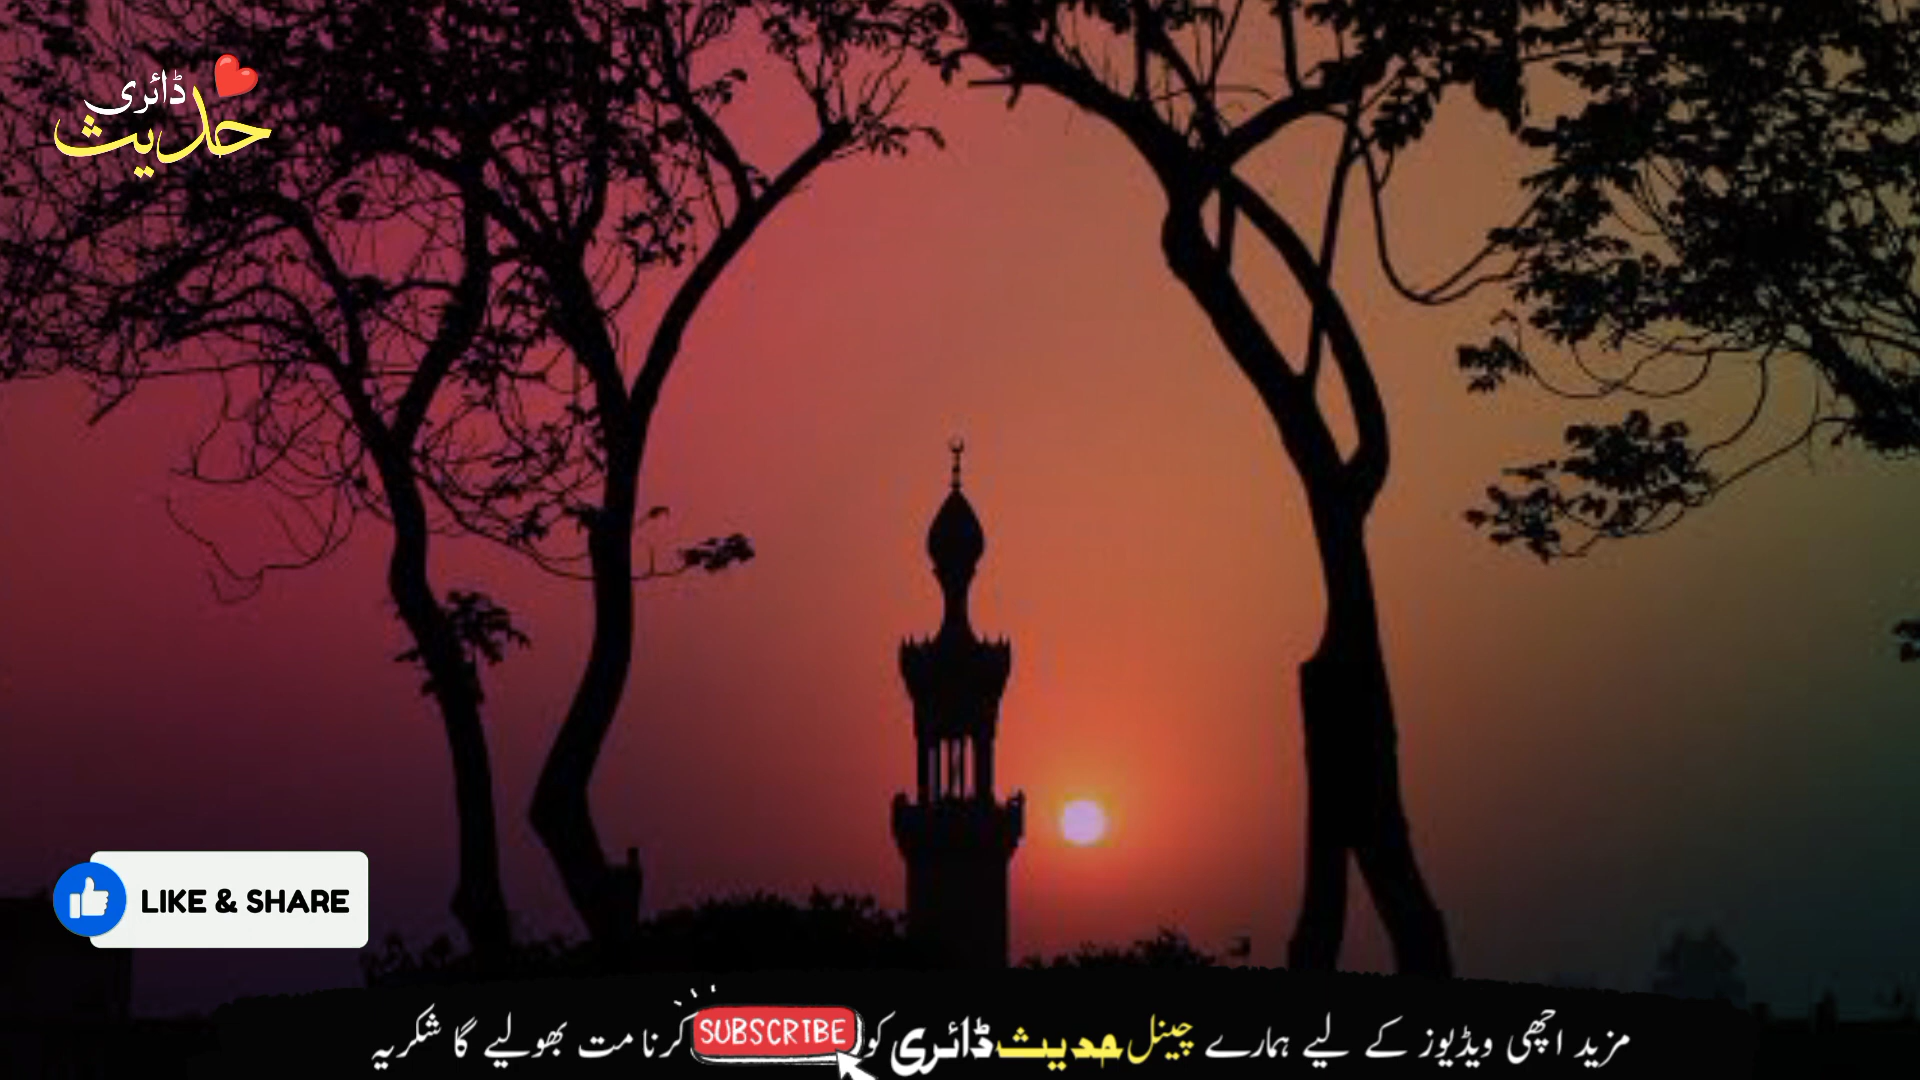 ڈائری
حدیث
LIKE & SHARE
مزید اچھی ویڈیوز کے لیے ہمارے چینل حدیث ڈائری کو SUBSCRIBE کرنا مت بھولیے گا شکریہ